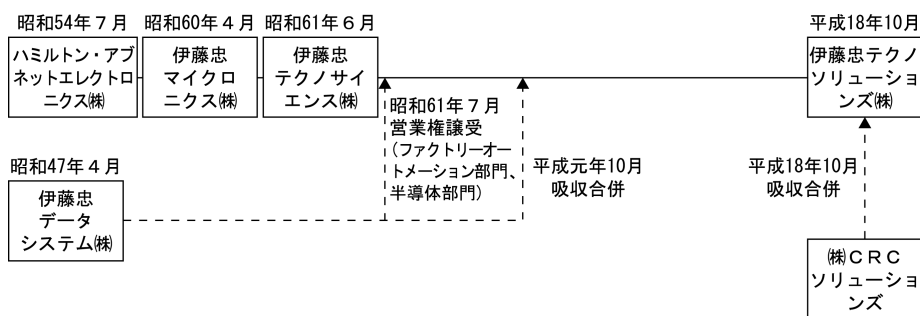 昭和54年７月
ハミルトン・アブ
ネットエレクトロ
ニクス㈱
昭和60年４月
伊藤忠
マイクロ
ニクス㈱
昭和61年６月
伊藤忠
テクノサイ
エンス㈱
平成18年10月
伊藤忠テクノ
ソリューショ
ンズ㈱
昭和61年７月
営業権譲受
(ファクトリーオー
トメーション部門、
半導体部門)
平成元年10月
吸収合併
平成18年10月
吸収合併
昭和47年４月
伊藤忠
データ
システム㈱
㈱ＣＲＣ
ソリューショ
ンズ